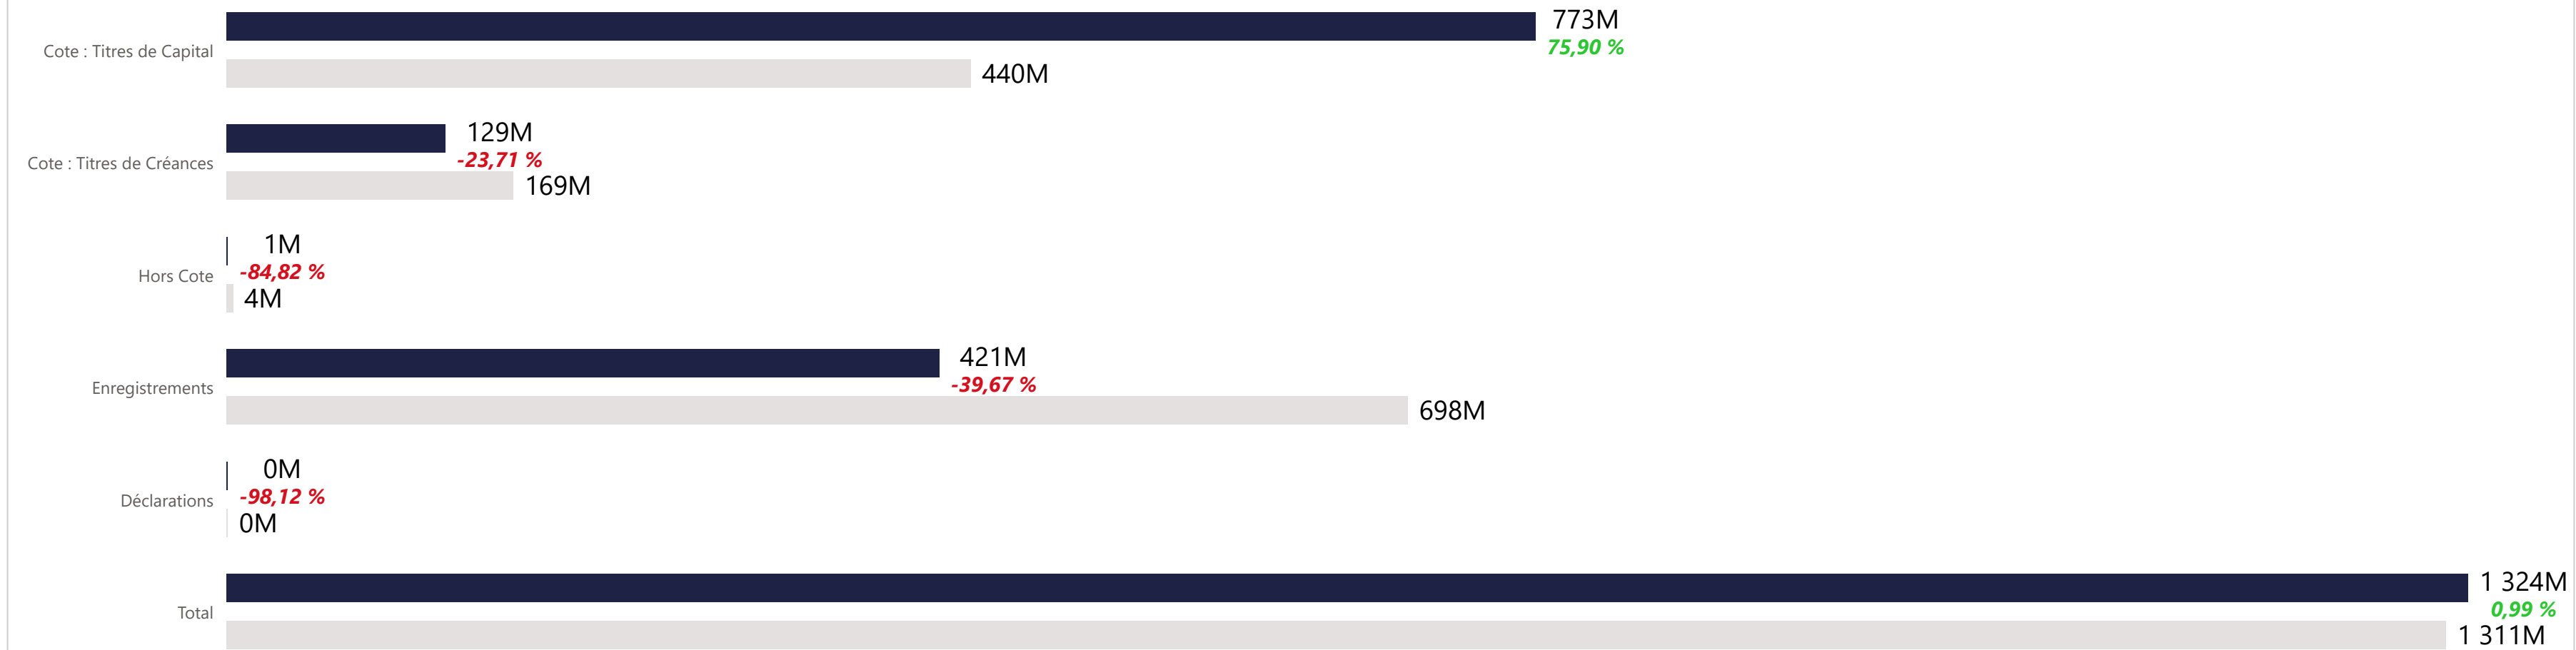 773M
75,90 %
Cote : Titres de Capital
440M
129M
-23,71 %
Cote : Titres de Créances
169M
1M
-84,82 %
Hors Cote
4M
421M
-39,67 %
Enregistrements
698M
0M
-98,12 %
Déclarations
0M
1 324M
0,99 %
Total
1 311M